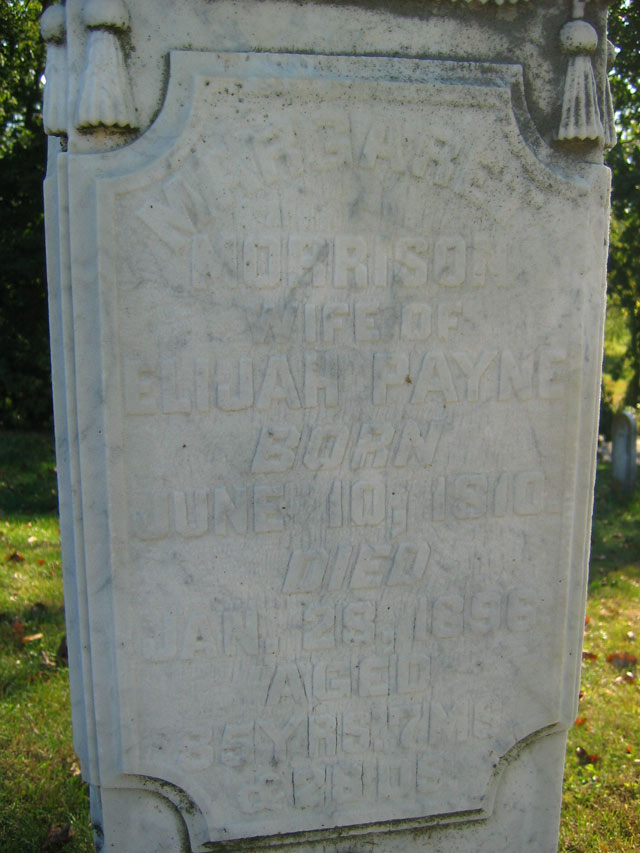 MARGARET
MORRISON
WIFE OF
ELIJAH PAYNE
BORN
JUNE 10, 1810.
DIED
JAN. 28, 1896
AGED
85 YRS. 7 MS.
& DS.